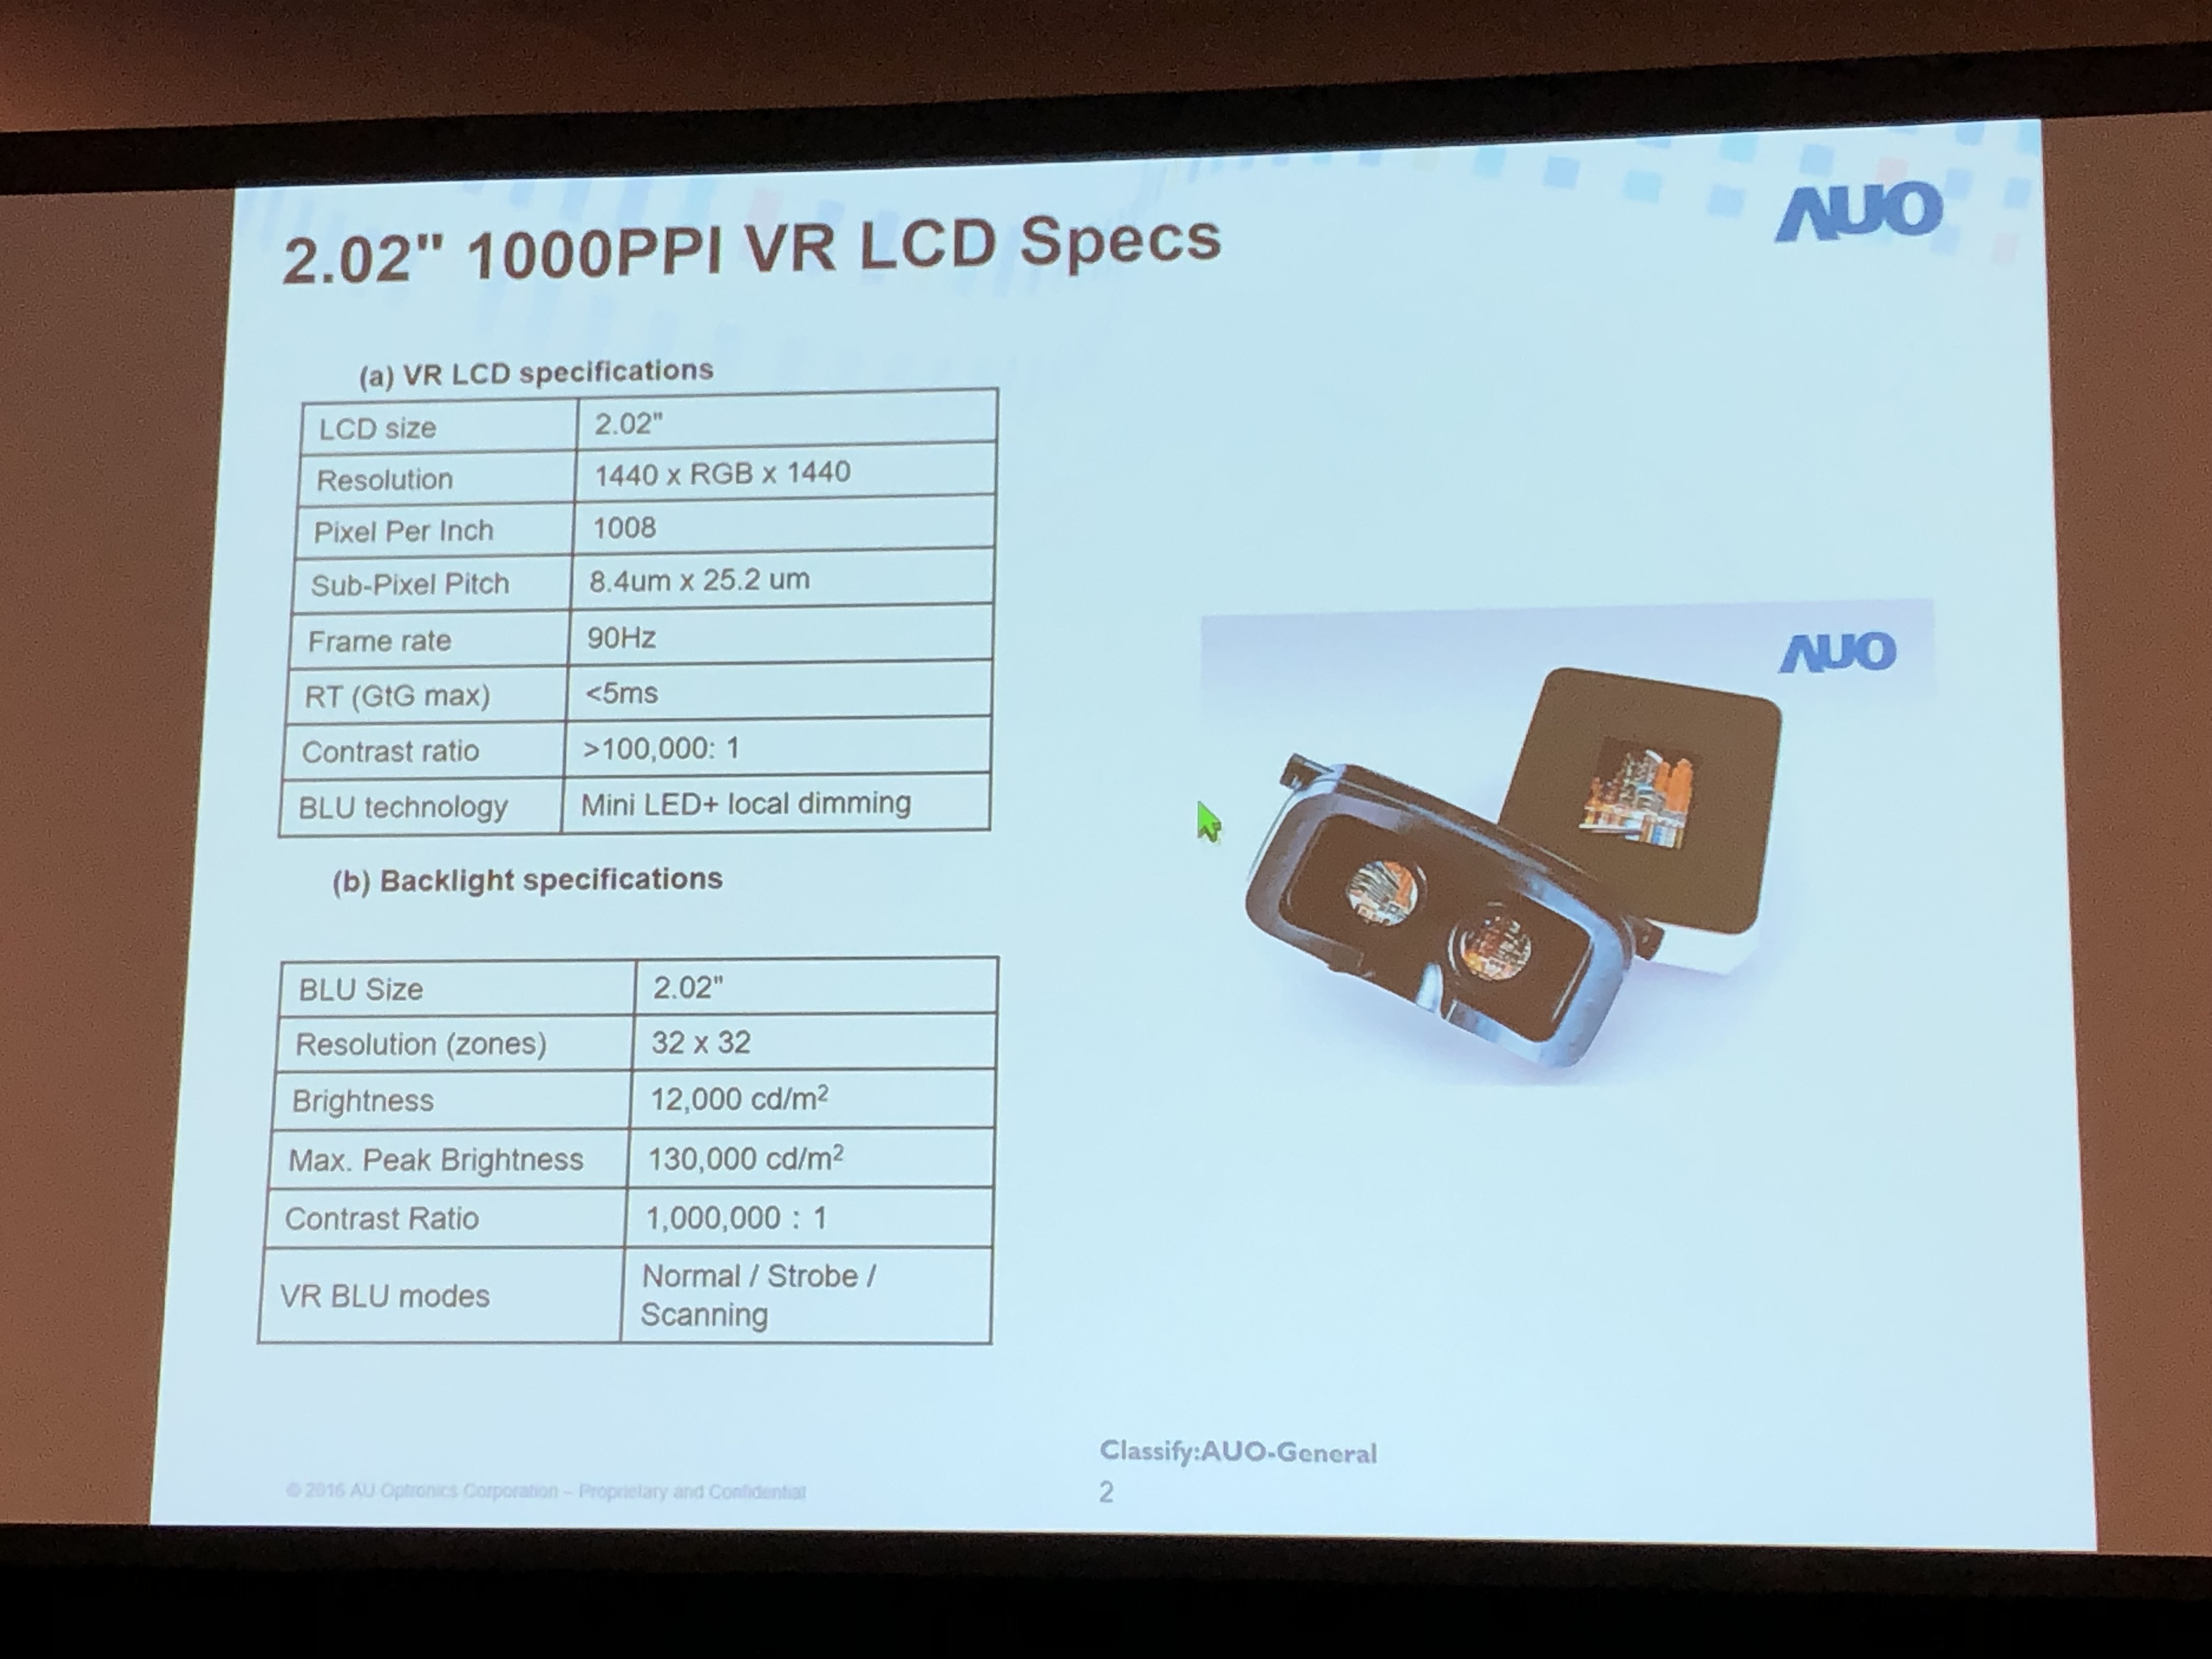 AUO
2.02" 1000PPI VR LCD Specs
(a) VR LCD specifications
LCD size 2.02"
Resolution 1440 x RGB x 1440
Pixel Per Inch 1008
Sub-Pixel Pitch 8.4um x 25.2 um
Frame rate 90Hz
RT (GtG max) <5ms
Contrast ratio >100,000: 1
BLU technology Mini LED+ local dimming
AUO
(b) Backlight specifications
BLU Size 2.02"
Resolution (zones) 32 x 32
Brightness 12,000 cd/m²
Max. Peak Brightness 130,000 cd/m²
Contrast Ratio 1,000,000 : 1
VR BLU modes Normal / Strobe /
Scanning
Classify:AUO-General
© 2016 AU Optronics Corporation – Proprietary and Confidential
2